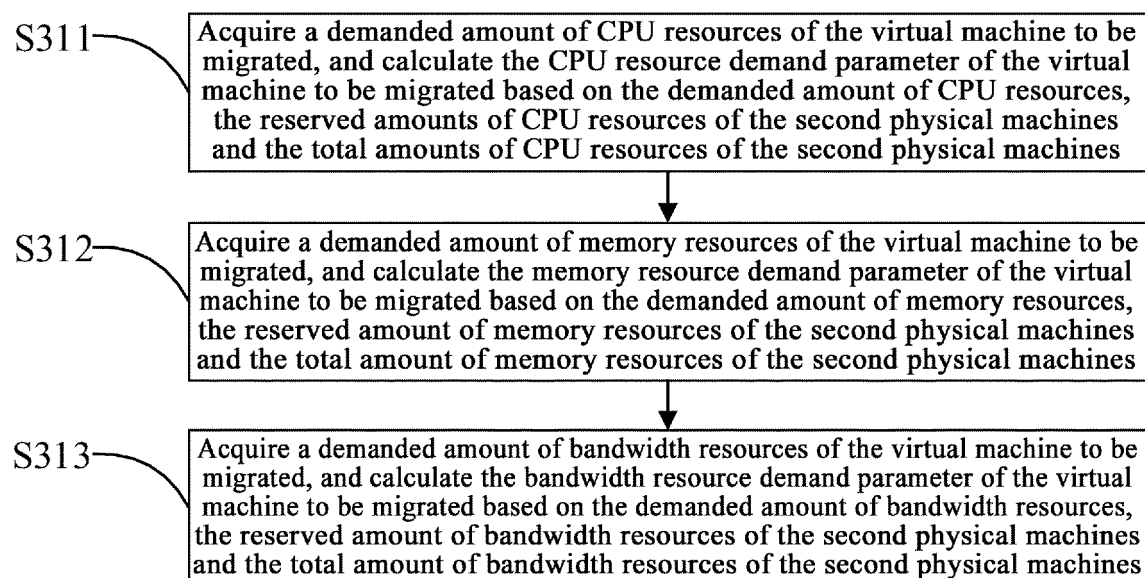 S311
Acquire a demanded amount of CPU resources of the virtual machine to be
migrated, and calculate the CPU resource demand parameter of the virtual
machine to be migrated based on the demanded amount of CPU resources,
the reserved amounts of CPU resources of the second physical machines
and the total amounts of CPU resources of the second physical machines
S312
Acquire a demanded amount of memory resources of the virtual machine to be
migrated, and calculate the memory resource demand parameter of the virtual
machine to be migrated based on the demanded amount of memory resources,
the reserved amount of memory resources of the second physical machines
and the total amount of memory resources of the second physical machines
S313
Acquire a demanded amount of bandwidth resources of the virtual machine to be
migrated, and calculate the bandwidth resource demand parameter of the virtual
machine to be migrated based on the demanded amount of bandwidth resources,
the reserved amount of bandwidth resources of the second physical machines
and the total amount of bandwidth resources of the second physical machines